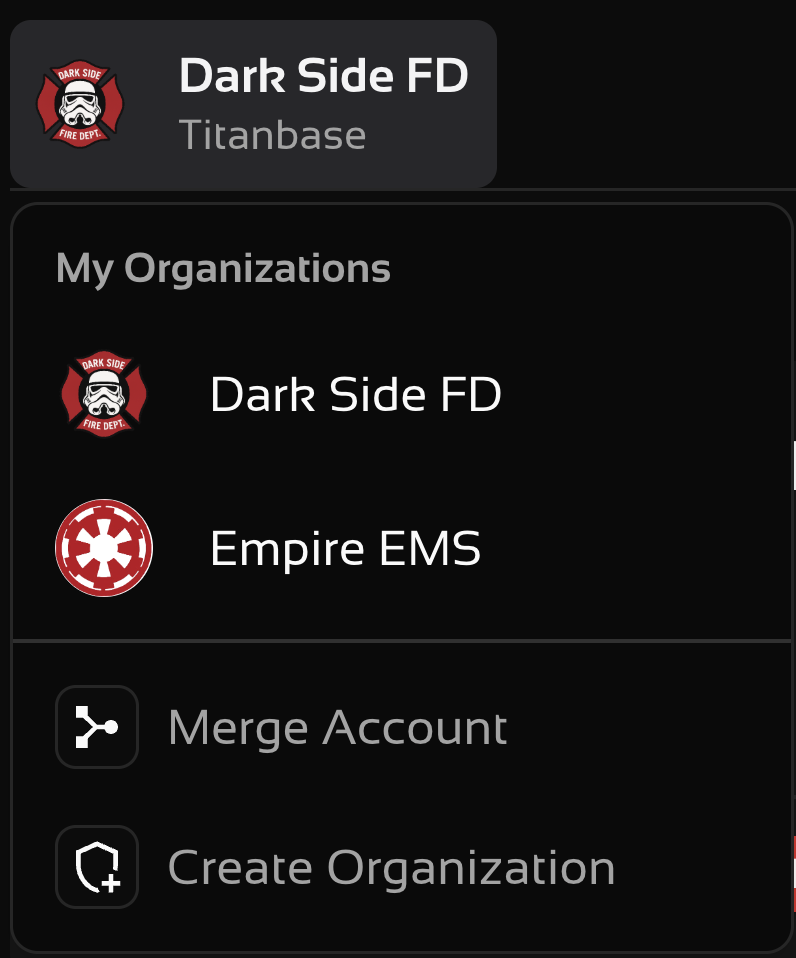 DARK SIDE
FIRE DEPT.
Dark Side FD
Titanbase
My Organizations
DARK SIDE
FIRE DEPT.
Dark Side FD
Empire EMS
Merge Account
Create Organization